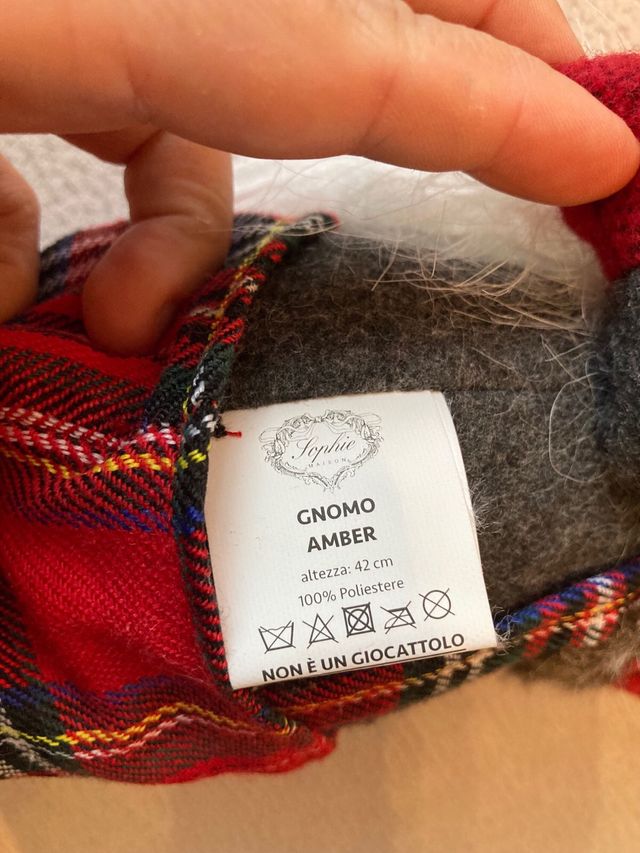 Sophie
MAISON
GNOMO
AMBER
altezza: 42 cm
100% Poliestere
NON È UN GIOCATTOLO